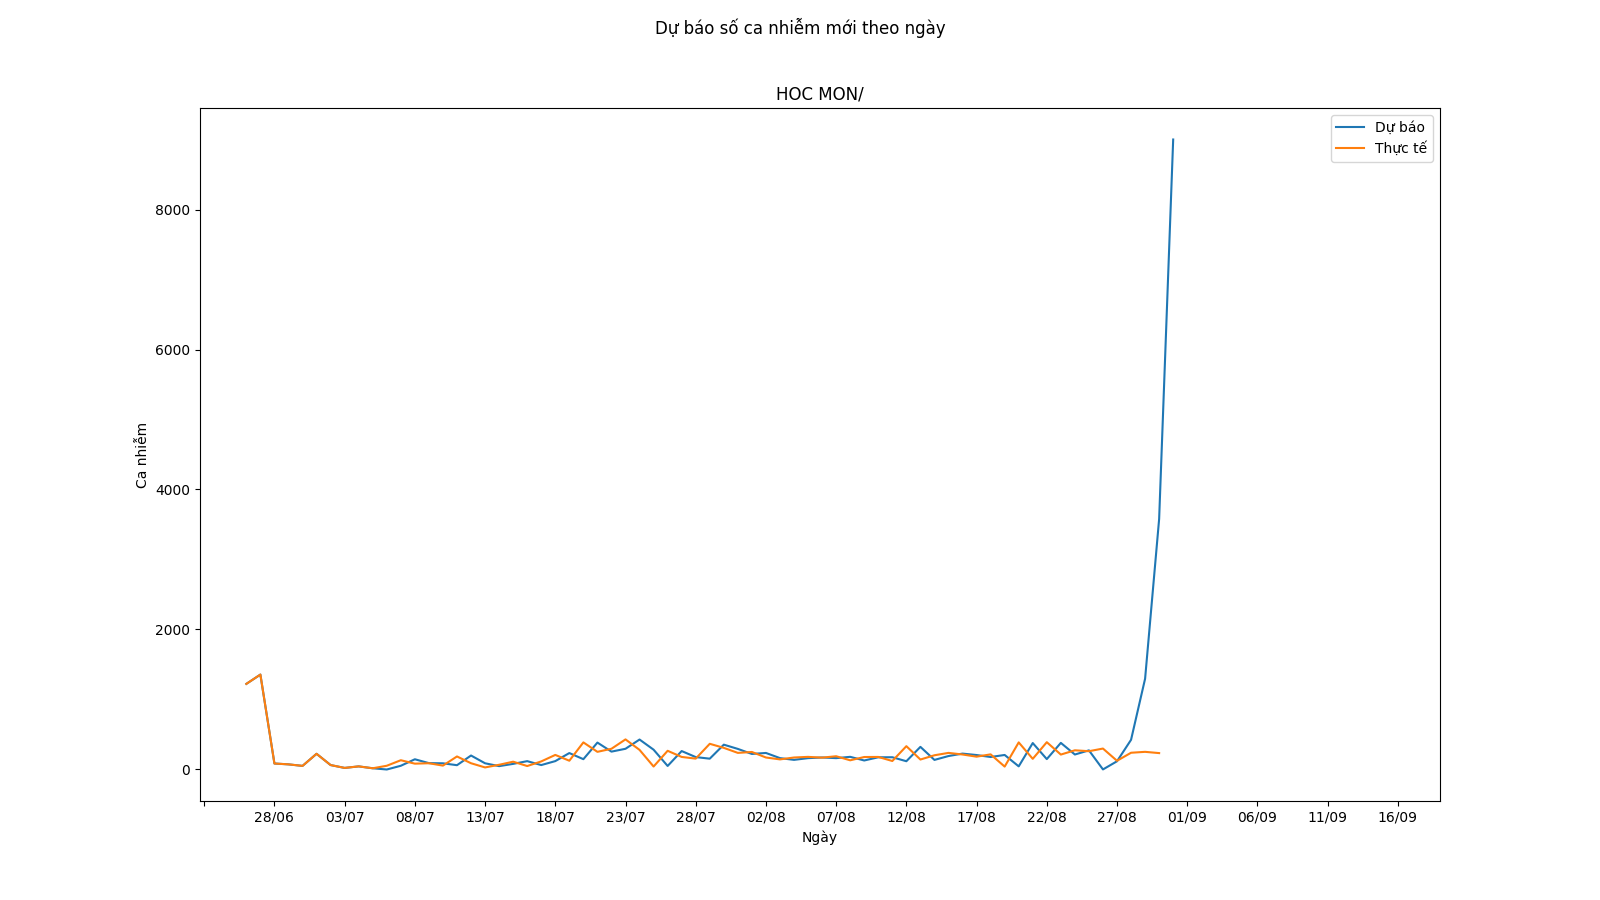 Dự báo số ca nhiễm mới theo ngày
HOC MON/
Dự báo
Thực tế
8000
6000
4000
2000
0
Ca nhiễm
28/06 03/07 08/07 13/07 18/07 23/07 28/07 02/08 07/08 12/08 17/08 22/08 27/08 01/09 06/09 11/09 16/09
Ngày